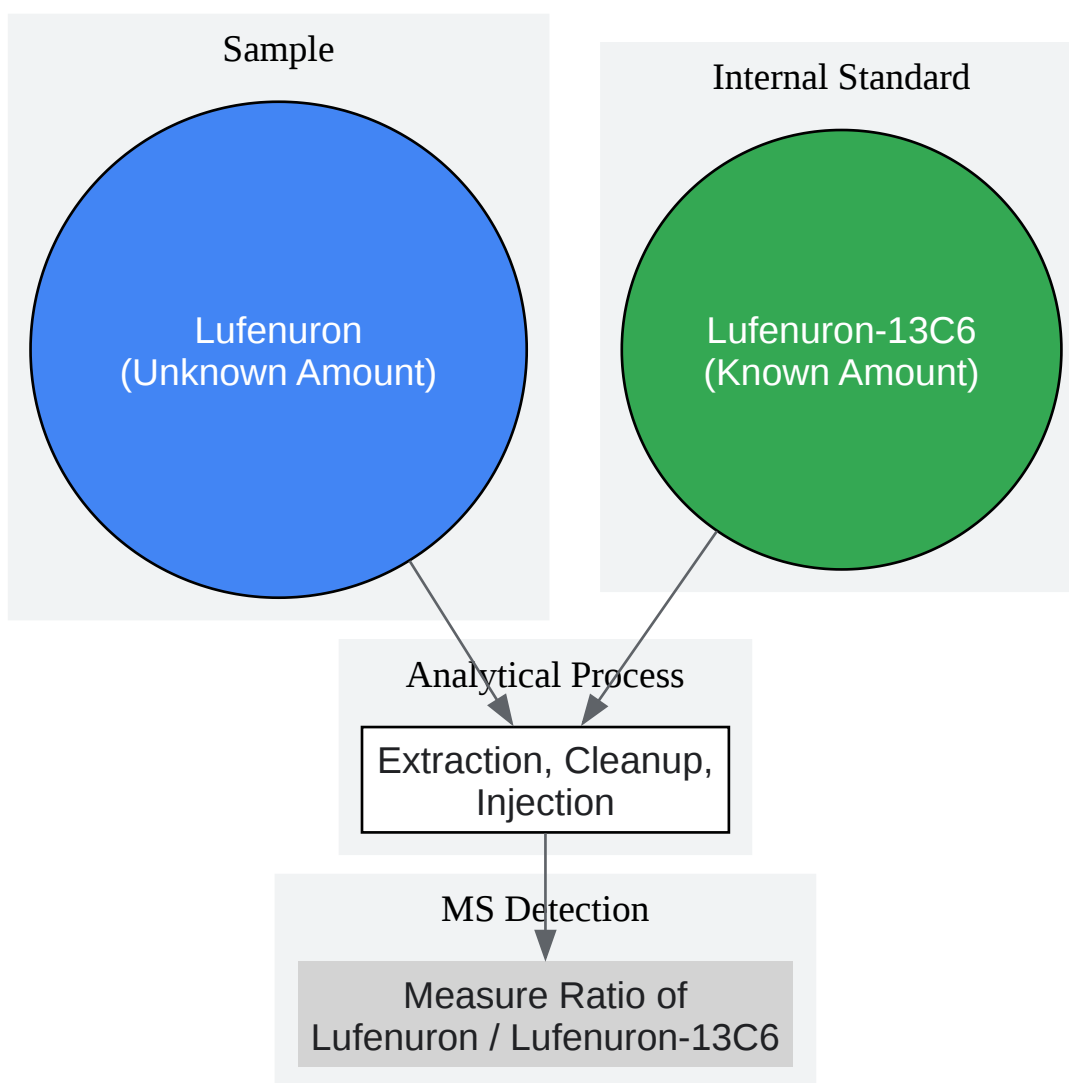 Sample
Internal Standard
Lufenuron
(Unknown Amount)
Lufenuron-13C6
(Known Amount)
Analytical Process
Extraction, Cleanup,
Injection
MS Detection
Measure Ratio of
Lufenuron / Lufenuron-13C6